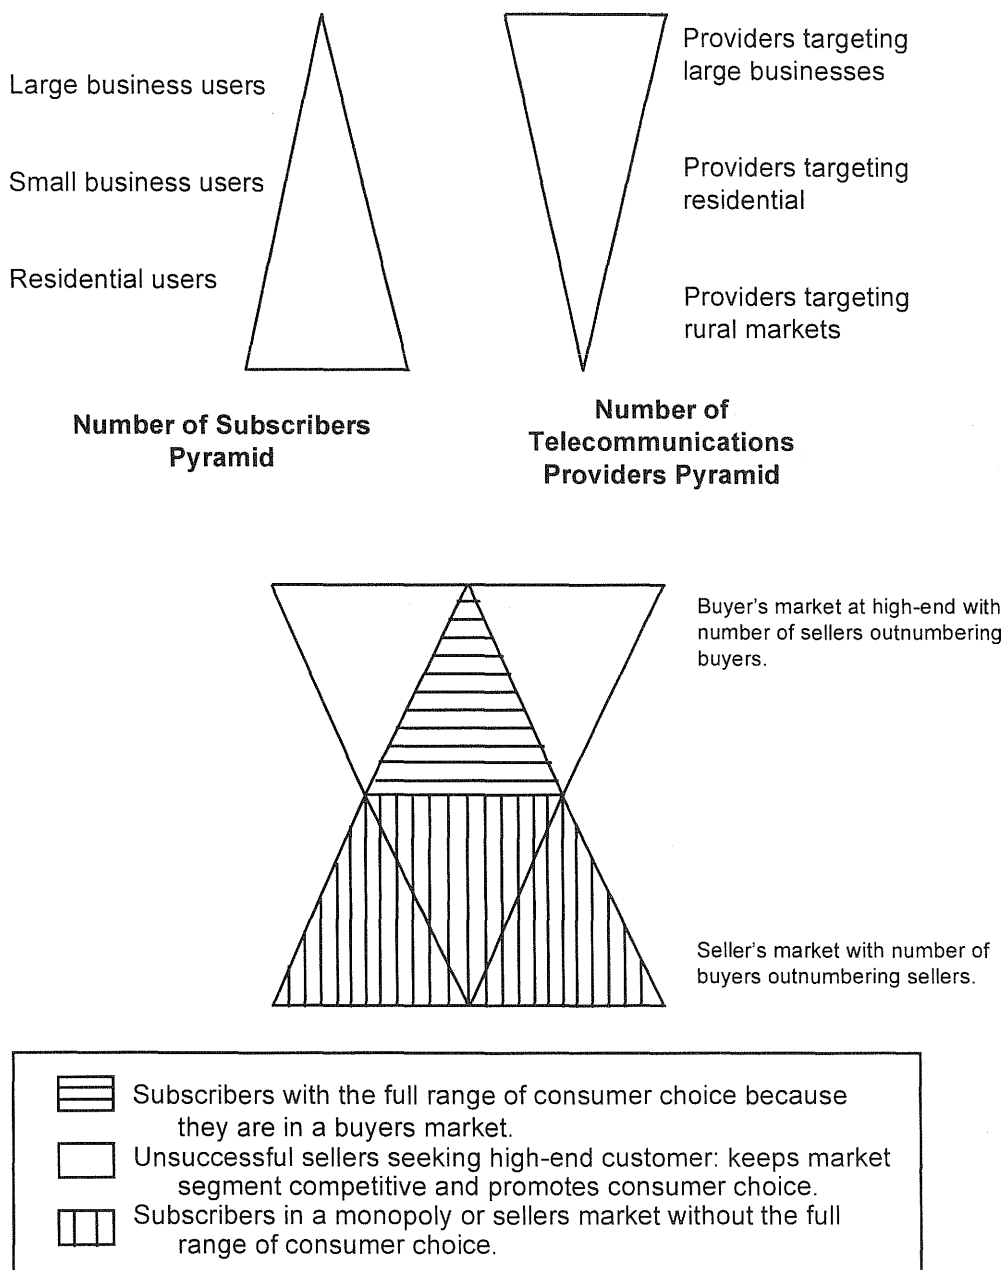 Large business users
Small business users
Residential users
Number of Subscribers
Pyramid
Providers targeting
large businesses
Providers targeting
residential
Providers targeting
rural markets
Number of
Telecommunications
Providers Pyramid
Buyer's market at high-end with
number of sellers outnumbering
buyers.
Seller's market with number of
buyers outnumbering sellers.
Subscribers with the full range of consumer choice because
they are in a buyers market.
Unsuccessful sellers seeking high-end customer: keeps market
segment competitive and promotes consumer choice.
Subscribers in a monopoly or sellers market without the full
range of consumer choice.